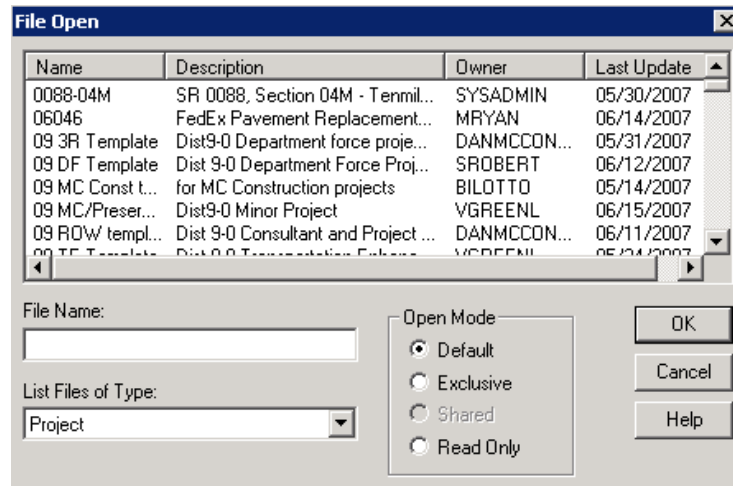 File Open
Name Description Owner Last Update
0088-04M SR 0088, Section 04M - Tenmil... SYSADMIN 05/30/2007
06046 FedEx Pavement Replacement... MRYAN 06/14/2007
09 3R Template Dist9-0 Department force proje... DANMCCON... 05/31/2007
09 DF Template Dist 9-0 Department Force Proj... SROBERT 06/12/2007
09 MC Const t... for MC Construction projects BILOTTO 05/14/2007
09 MC/Preser... Dist9-0 Minor Project VGREENL 06/15/2007
09 ROW templ... Dist 9-0 Consultant and Project ... DANMCCON... 06/11/2007
File Name:
List Files of Type:
Project
Open Mode
Default
Exclusive
Shared
Read Only
OK
Cancel
Help